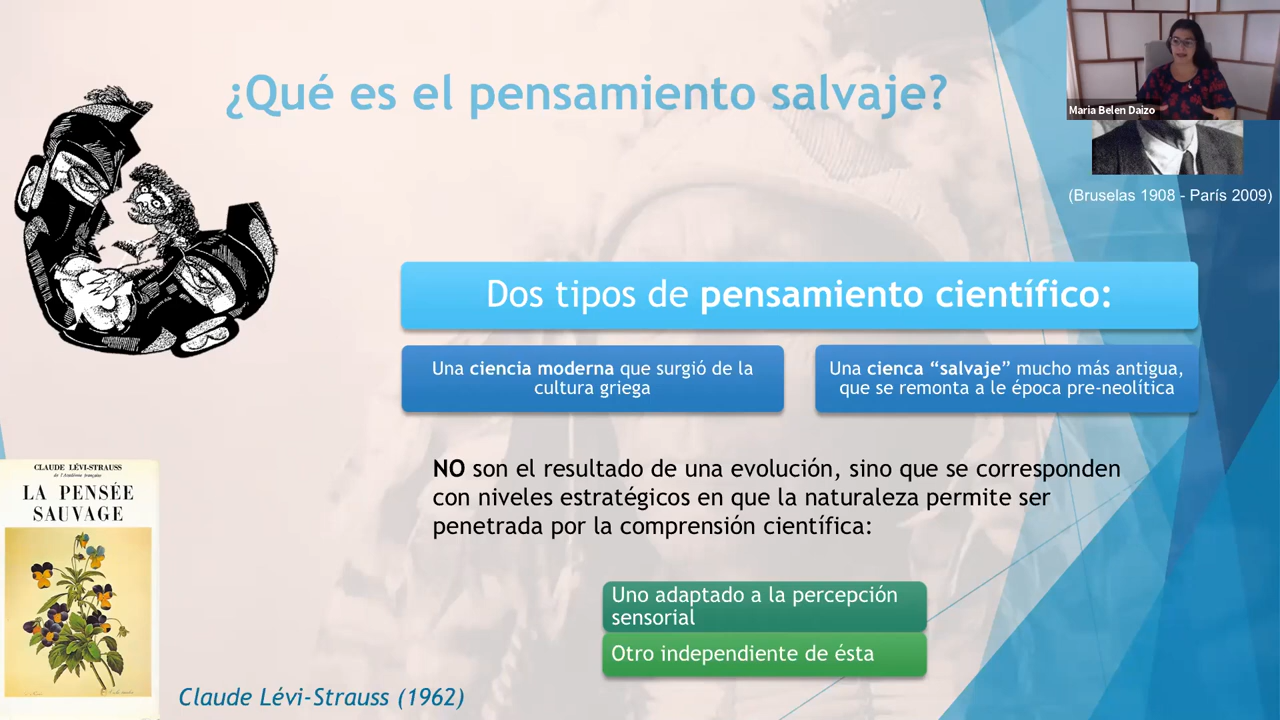 ¿Qué es el pensamiento salvaje?
Maria Belen Daizo
(Bruselas 1908 - París 2009)
Dos tipos de pensamiento científico:
Una ciencia moderna que surgió de la
cultura griega
Una cienca “salvaje” mucho más antigua,
que se remonta a le época pre-neolítica
NO son el resultado de una evolución, sino que se corresponden
con niveles estratégicos en que la naturaleza permite ser
penetrada por la comprensión científica:
Uno adaptado a la percepción
sensorial
Otro independiente de ésta
CLAUDE LÉVI-STRAUSS
de l'Académie française
LA PENSÉE
SAUVAGE
Claude Lévi-Strauss (1962)